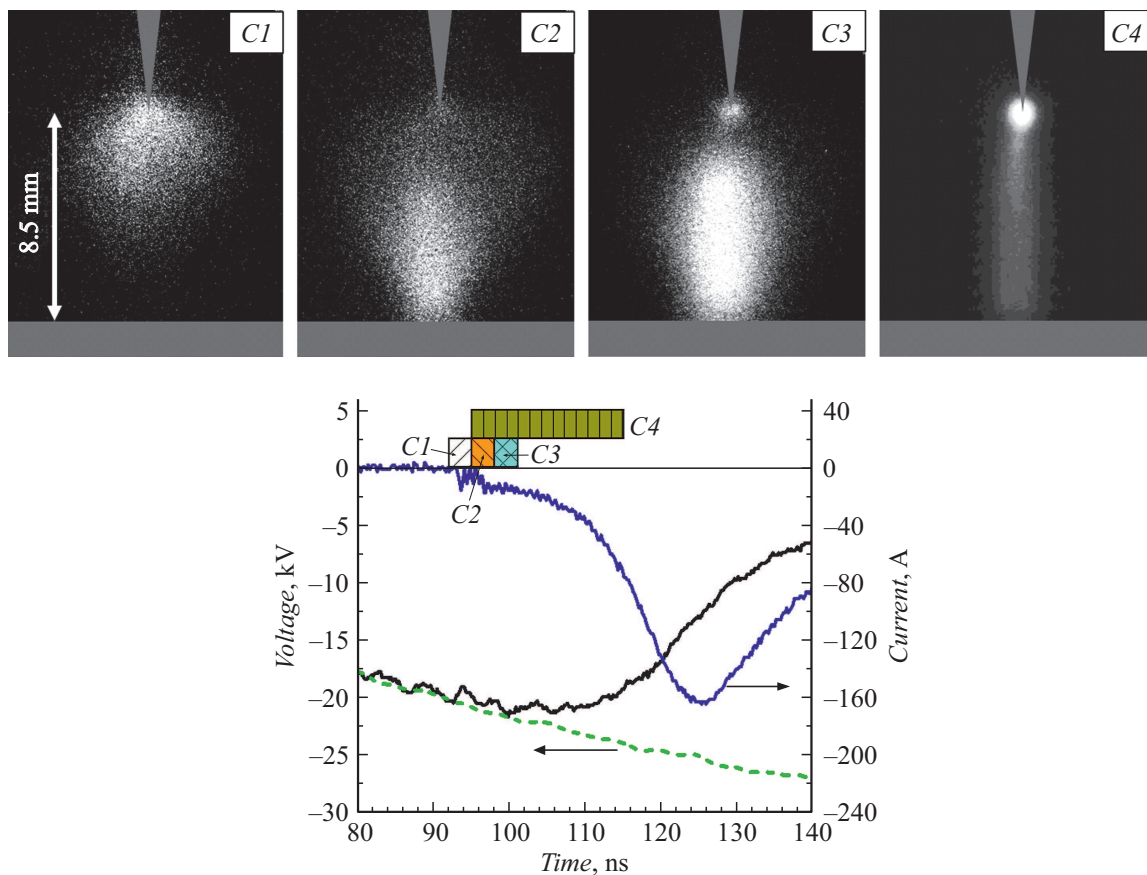 C1
C2
C3
C4
8.5 mm
5
0
–5
–10
–15
–20
–25
–30
Voltage, kV
C1
C2
C3
C4
40
0
–40
–80
–120
–160
–200
–240
Current, A
80
90
100
110
120
130
140
Time, ns